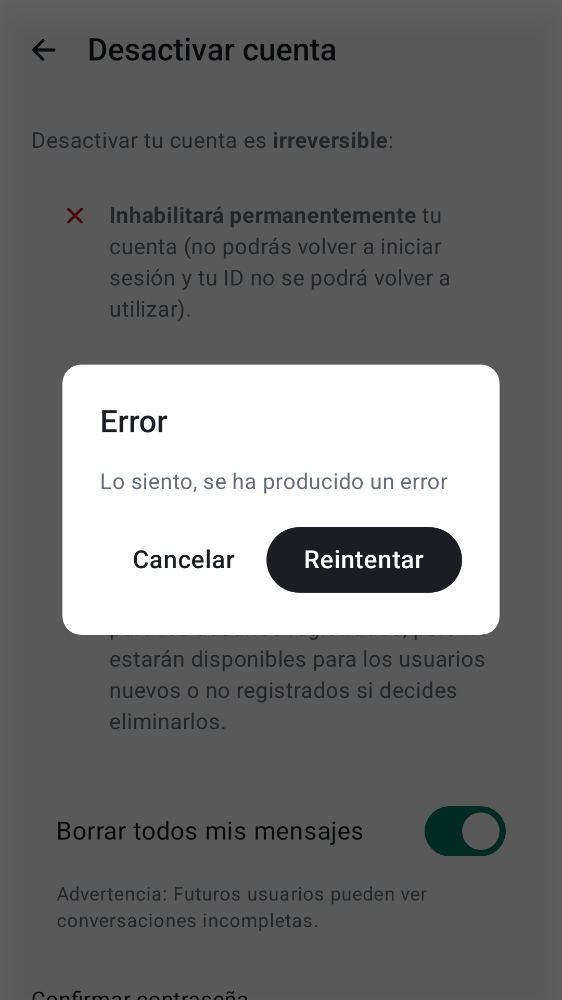 Desactivar cuenta
Desactivar tu cuenta es irreversible:
Inhabilitará permanentemente tu
cuenta (no podrás volver a iniciar
sesión y tu ID no se podrá volver a
utilizar).
Error
Lo siento, se ha producido un error
Cancelar
Reintentar
estarán disponibles para los usuarios
nuevos o no registrados si decides
eliminarlos.
Borrar todos mis mensajes
Advertencia: Futuros usuarios pueden ver
conversaciones incompletas.
Confirmar contraseña